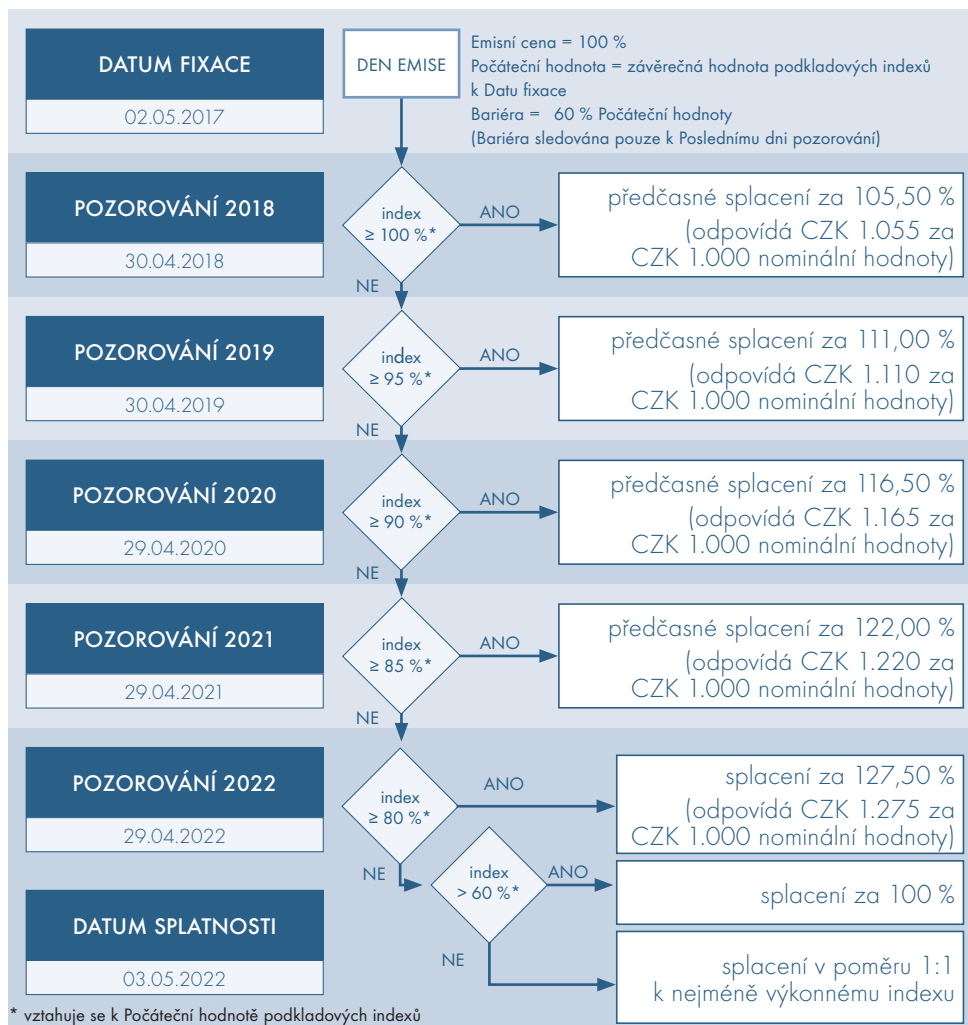 DATUM FIXACE
02.05.2017
DEN EMISE
Emisní cena = 100 %
Počáteční hodnota = závěrečná hodnota podkladových indexů
k Datu fixace
Bariéra = 60 % Počáteční hodnoty
(Bariéra sledována pouze k Poslednímu dni pozorování)
POZOROVÁNÍ 2018
30.04.2018
index
≥ 100 %*
ANO
NE
předčasné splacení za 105,50 %
(odpovídá CZK 1.055 za
CZK 1.000 nominální hodnoty)
POZOROVÁNÍ 2019
30.04.2019
index
≥ 95 %*
ANO
NE
předčasné splacení za 111,00 %
(odpovídá CZK 1.110 za
CZK 1.000 nominální hodnoty)
POZOROVÁNÍ 2020
29.04.2020
index
≥ 90 %*
ANO
NE
předčasné splacení za 116,50 %
(odpovídá CZK 1.165 za
CZK 1.000 nominální hodnoty)
POZOROVÁNÍ 2021
29.04.2021
index
≥ 85 %*
ANO
NE
předčasné splacení za 122,00 %
(odpovídá CZK 1.220 za
CZK 1.000 nominální hodnoty)
POZOROVÁNÍ 2022
29.04.2022
index
≥ 80 %*
ANO
NE
splacení za 127,50 %
(odpovídá CZK 1.275 za
CZK 1.000 nominální hodnoty)
index
> 60 %*
ANO
NE
splacení za 100 %
splacení v poměru 1:1
k nejméně výkonnému indexu
DATUM SPLATNOSTI
03.05.2022
* vztahuje se k Počáteční hodnotě podkladových indexů